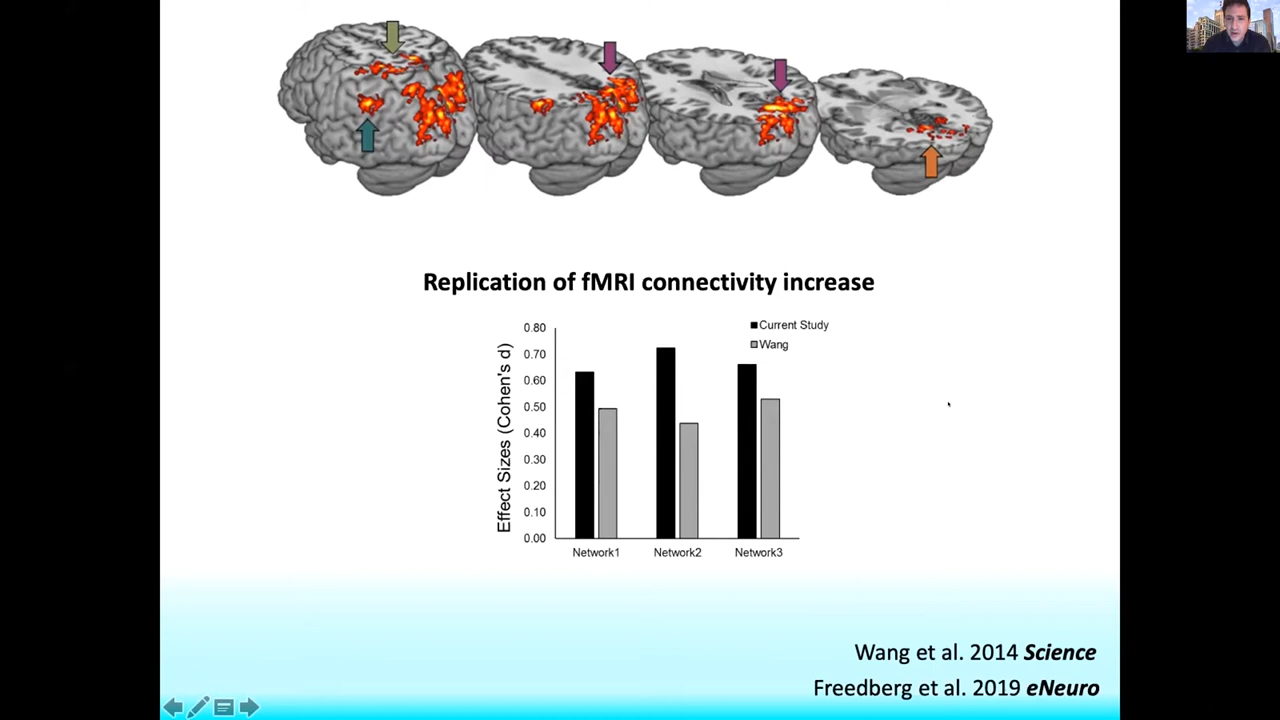 Replication of fMRI connectivity increase
Effect Sizes (Cohen's d)
0.80
0.70
0.60
0.50
0.40
0.30
0.20
0.10
0.00
Current Study
Wang
Network1 Network2 Network3
Wang et al. 2014 Science
Freedberg et al. 2019 eNeuro